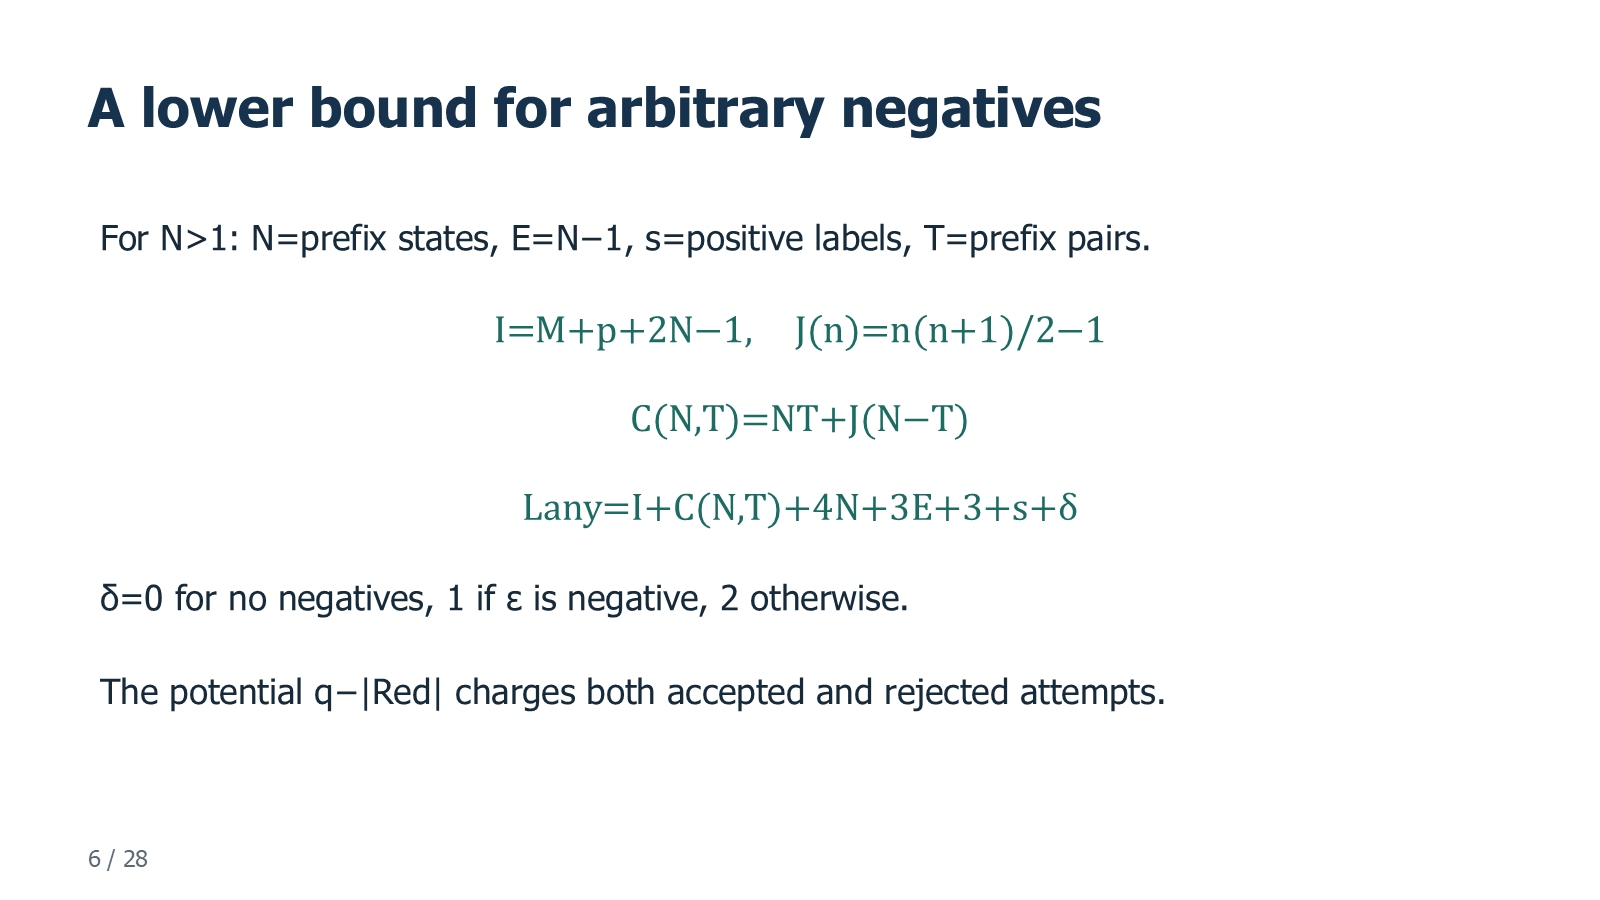 A lower bound for arbitrary negatives
For N>1: N=prefix states, E=N−1, s=positive labels, T=prefix pairs.
I=M+p+2N−1, J(n)=n(n+1)/2−1
C(N,T)=NT+J(N−T)
Lany=I+C(N,T)+4N+3E+3+s+δ
δ=0 for no negatives, 1 if ε is negative, 2 otherwise.
The potential q−|Red| charges both accepted and rejected attempts.
6 / 28